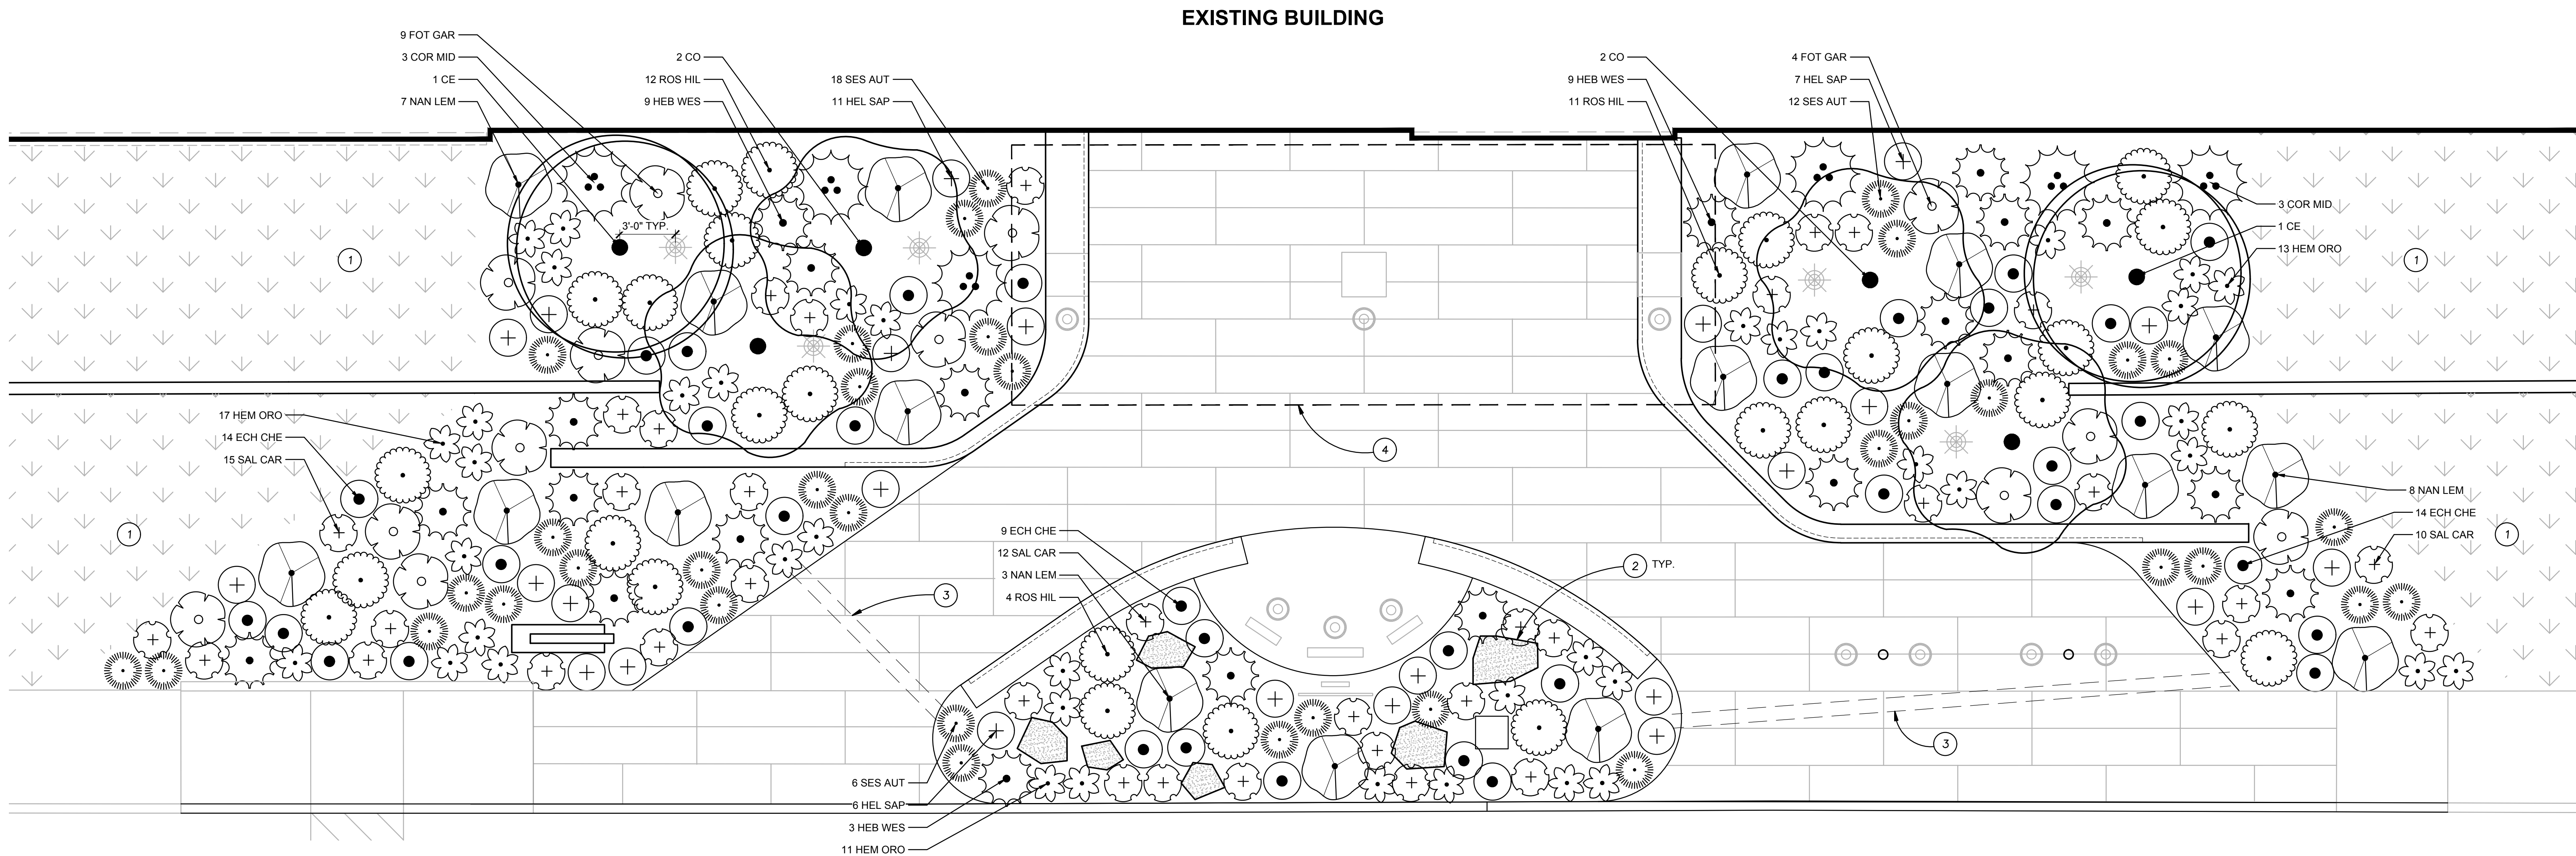 EXISTING BUILDING
9 FOT GAR
3 COR MID
1 CE
7 NAN LEM
2 CO
12 ROS HIL
9 HEB WES
18 SES AUT
11 HEL SAP
2 CO
9 HEB WES
11 ROS HIL
4 FOT GAR
7 HEL SAP
12 SES AUT
3'-0" TYP.
3 COR MID
1 CE
13 HEM ORO
1
1
17 HEM ORO
14 ECH CHE
15 SAL CAR
4
8 NAN LEM
14 ECH CHE
10 SAL CAR
1
1
9 ECH CHE
12 SAL CAR
3 NAN LEM
4 ROS HIL
2 TYP.
3
3
6 SES AUT
6 HEL SAP
3 HEB WES
11 HEM ORO